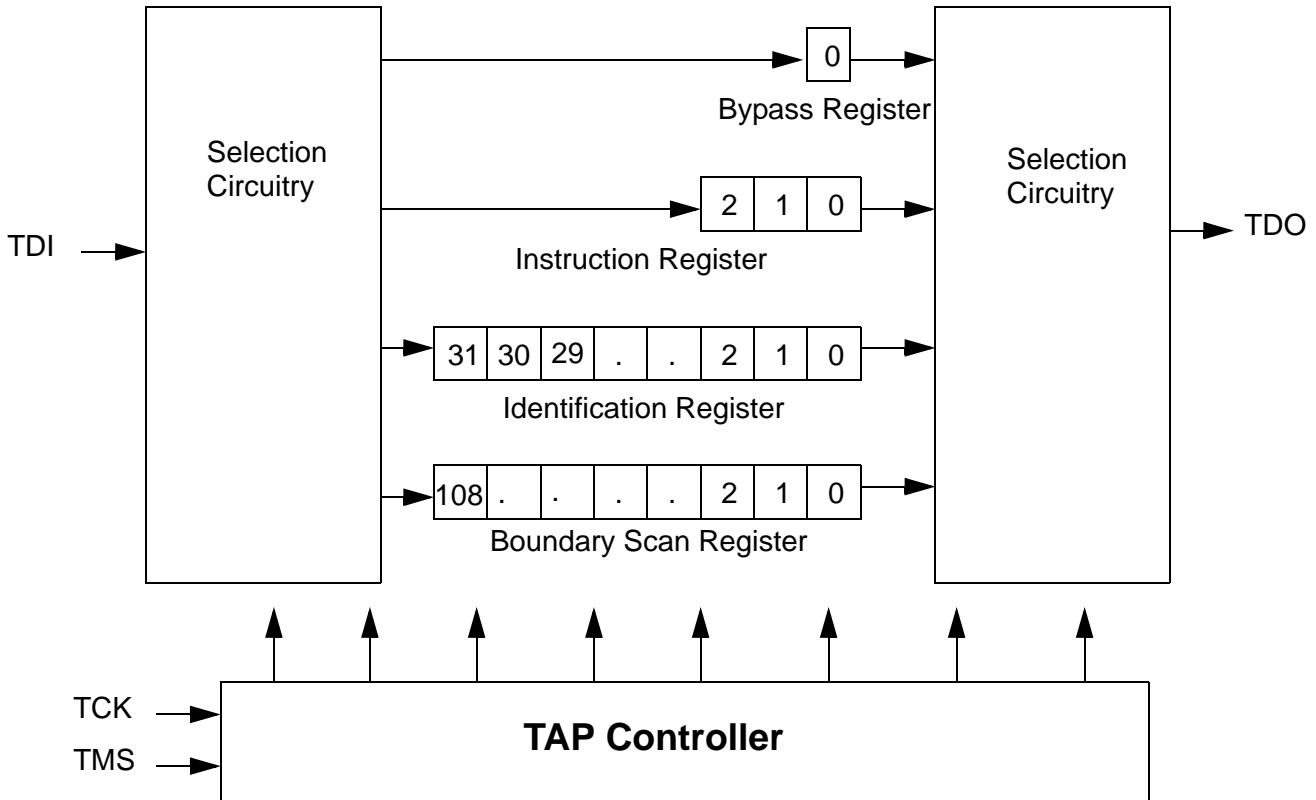 0
Bypass Register
Selection
Circuitry
Selection
Circuitry
2 1 0
TDI
TDO
Instruction Register
31 30 29 . . 2 1 0
Identification Register
108 . . . . 2 1 0
Boundary Scan Register
TCK
TMS
TAP Controller